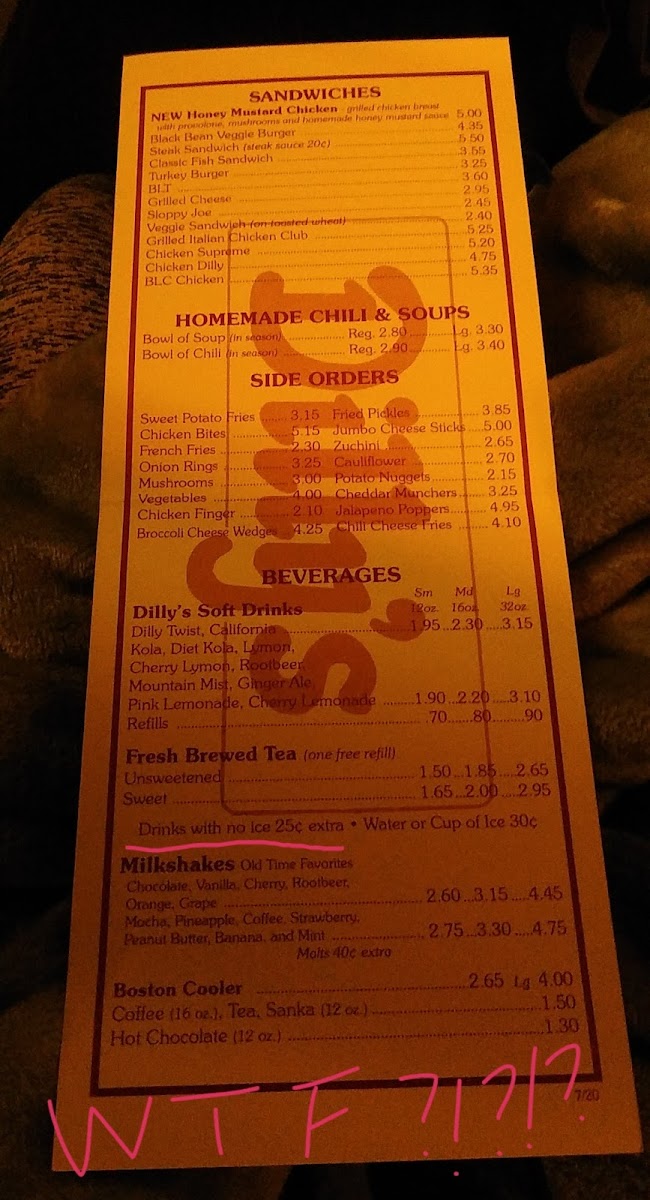 SANDWICHES
NEW Honey Mustard Chicken - grilled chicken breast
with provolone, mushrooms and homemade honey mustard sauce 5.00
Black Bean Veggie Burger 4.35
Steak Sandwich (steak sauce 20¢) 5.50
Classic Fish Sandwich 3.55
Turkey Burger 3.25
BLT 3.60
Grilled Cheese 2.95
Sloppy Joe 2.45
Veggie Sandwich (on toasted wheat) 2.40
Grilled Italian Chicken Club 5.25
Chicken Supreme 5.20
Chicken Dilly 4.75
BLC Chicken 5.35
Dilly's
HOMEMADE CHILI & SOUPS
Bowl of Soup (in season) Reg. 2.80 Lg. 3.30
Bowl of Chili (in season) Reg. 2.90 Lg. 3.40
SIDE ORDERS
Sweet Potato Fries 3.15 Fried Pickles 3.85
Chicken Bites 5.15 Jumbo Cheese Sticks 5.00
French Fries 2.30 Zuchini 2.65
Onion Rings 3.25 Cauliflower 2.70
Mushrooms 3.00 Potato Nuggets 2.15
Vegetables 4.00 Cheddar Munchers 3.25
Chicken Finger 2.10 Jalapeno Poppers 4.95
Broccoli Cheese Wedges 4.25 Chili Cheese Fries 4.10
BEVERAGES
Sm Md Lg
Dilly's Soft Drinks 12oz. 16oz. 32oz.
Dilly Twist, California 1.95 2.30 3.15
Kola, Diet Kola, Lymon,
Cherry Lymon, Rootbeer,
Mountain Mist, Ginger Ale,
Pink Lemonade, Cherry Lemonade 1.90 2.20 3.10
Refills 70 80 90
Fresh Brewed Tea (one free refill)
Unsweetened 1.50 1.85 2.65
Sweet 1.65 2.00 2.95
Drinks with no Ice 25¢ extra • Water or Cup of Ice 30¢
Milkshakes Old Time Favorites
Chocolate, Vanilla, Cherry, Rootbeer,
Orange, Grape 2.60 3.15 4.45
Mocha, Pineapple, Coffee, Strawberry,
Peanut Butter, Banana, and Mint 2.75 3.30 4.75
Malts 40¢ extra
Boston Cooler 2.65 Lg 4.00
Coffee (16 oz.), Tea, Sanka (12 oz.) 1.50
Hot Chocolate (12 oz.) 1.30
7/20
WTF?!?!?